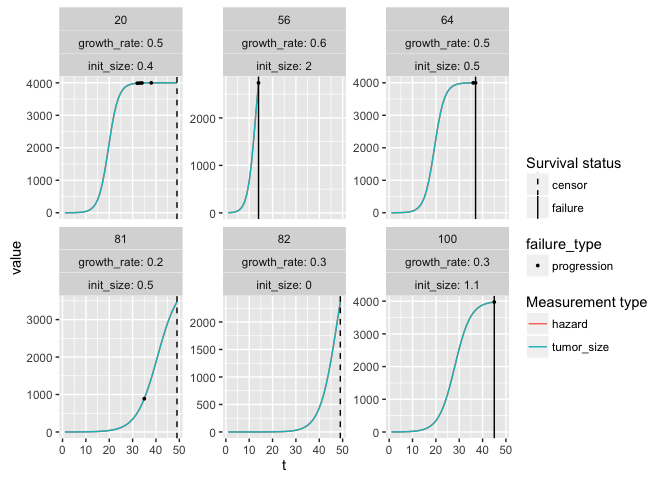 20 56 64
growth_rate: 0.5 growth_rate: 0.6 growth_rate: 0.5
init_size: 0.4 init_size: 2 init_size: 0.5
4000
3000
2000
1000
0
2000
1000
0
4000
3000
2000
1000
0
81 82 100
growth_rate: 0.2 growth_rate: 0.3 growth_rate: 0.3
init_size: 0.5 init_size: 0 init_size: 1.1
3000
2000
1000
0
2000
1500
1000
500
0
4000
3000
2000
1000
0
0 10 20 30 40 50 0 10 20 30 40 50 0 10 20 30 40 50
t
value
Survival status
censor
failure
failure_type
progression
Measurement type
hazard
tumor_size